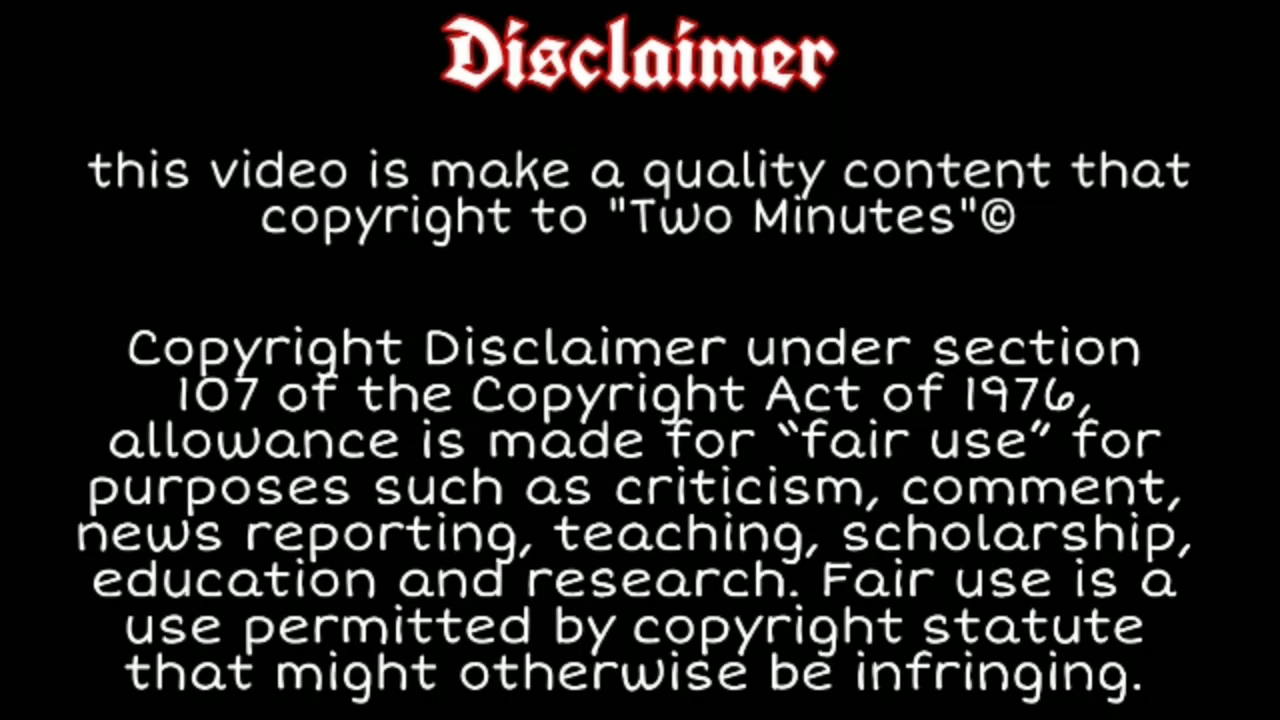 Disclaimer
this video is make a quality content that
copyright to "Two Minutes"©
Copyright Disclaimer under section
107 of the Copyright Act of 1976,
allowance is made for “fair use” for
purposes such as criticism, comment,
news reporting, teaching, scholarship,
education and research. Fair use is a
use permitted by copyright statute
that might otherwise be infringing.